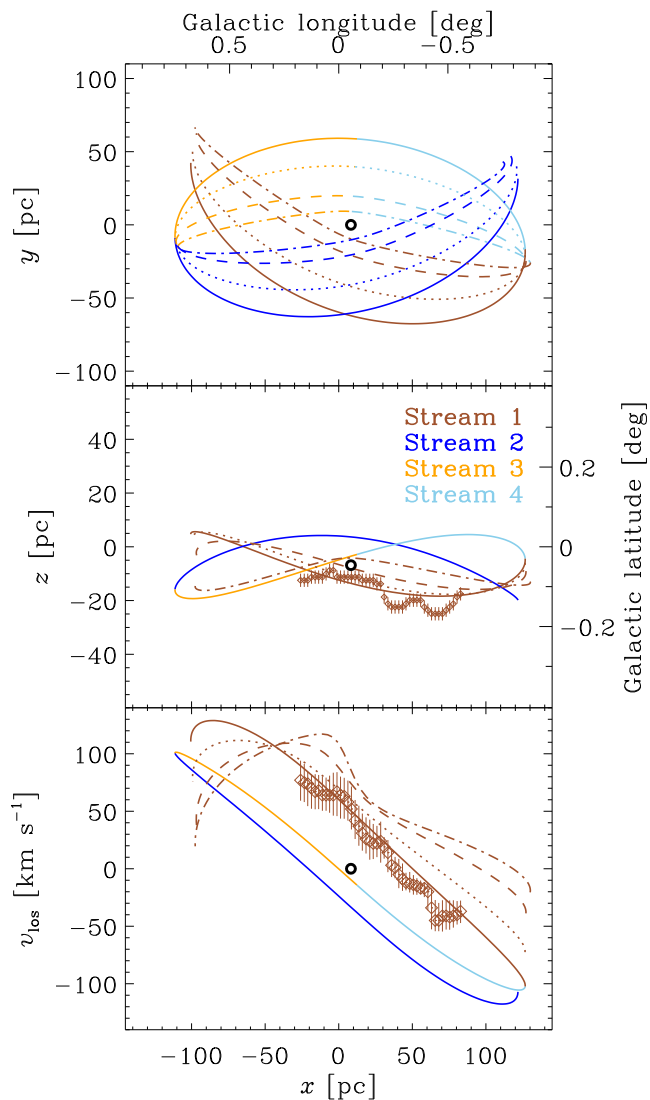 Galactic longitude [deg]
0.5 0 −0.5
100
50
0
−50
−100
y [pc]
Stream 1
Stream 2
Stream 3
Stream 4
40
20
0
−20
−40
z [pc]
0.2
0
−0.2
Galactic latitude [deg]
100
50
0
−50
−100
v_los [km s⁻¹]
−100 −50 0 50 100
x [pc]